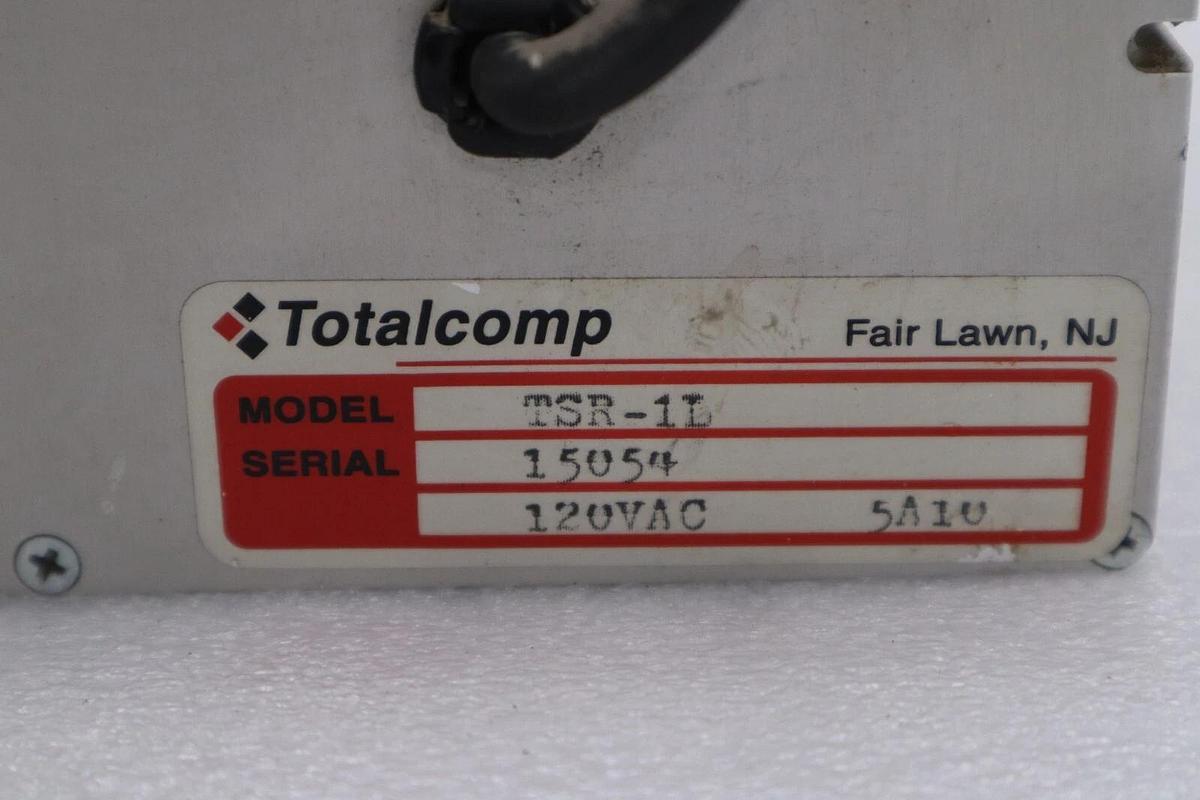 Totalcomp Fair Lawn, NJ
MODEL TSR-1L
SERIAL 15054
120VAC 5A10